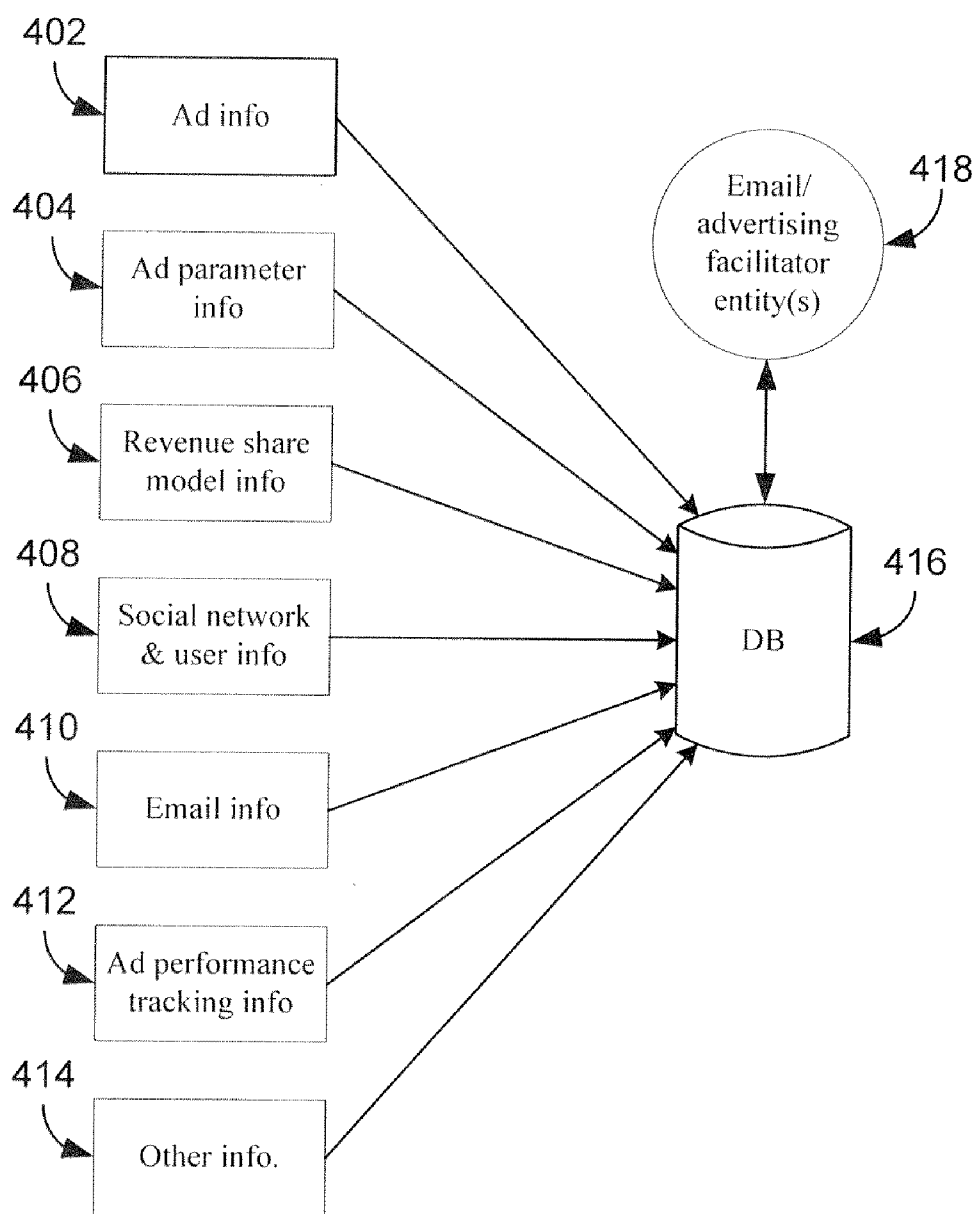 402
Ad info
404
Ad parameter
info
406
Revenue share
model info
408
Social network
& user info
410
Email info
412
Ad performance
tracking info
414
Other info.
Email/
advertising
facilitator
entity(s)
418
DB
416